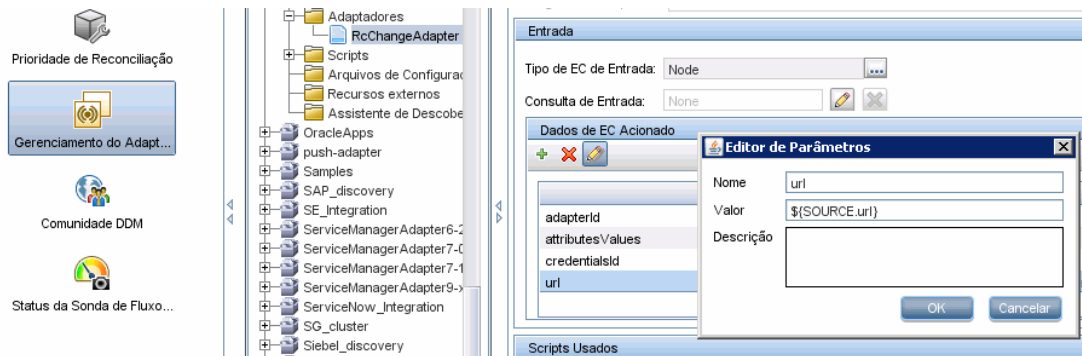 Prioridade de Reconciliação
Gerenciamento do Adapt...
Comunidade DDM
Status da Sonda de Fluxo...
Adaptadores
RcChangeAdapter
Scripts
Arquivos de Configurac
Recursos externos
Assistente de Descobe
OracleApps
push-adapter
Samples
SAP_discovery
SE_Integration
ServiceManagerAdapter6-2
ServiceManagerAdapter7-0
ServiceManagerAdapter7-1
ServiceManagerAdapter9-x
ServiceNow_Integration
SG_cluster
Siebel_discovery
Entrada
Tipo de EC de Entrada: Node ...
Consulta de Entrada: None
Dados de EC Acionado
adapterId
attributesValues
credentialsId
url
Editor de Parâmetros
Nome url
Valor ${SOURCE.url}
Descrição
OK Cancelar
Scripts Usados